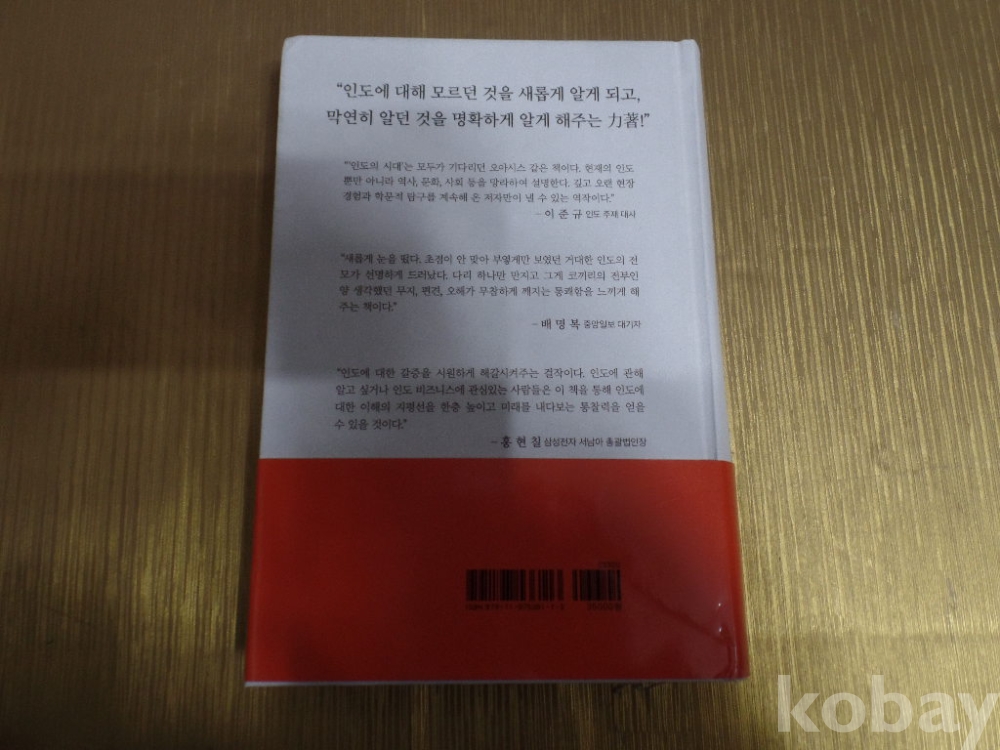 “인도에 대해 모르던 것을 새롭게 알게 되고,
막연히 알던 것을 명확하게 알게 해주는 力著!”
“‘인도의 시대’는 모두가 기다리던 오아시스 같은 책이다. 현재의 인도
뿐만 아니라 역사, 문화, 사회 등을 망라하여 설명한다. 깊고 오랜 현장
경험과 학문적 탐구를 계속해 온 저자만이 낼 수 있는 역작이다.”
– 이 준 규 인도 주재 대사
“새롭게 눈을 떴다. 초점이 안 맞아 부옇게만 보였던 거대한 인도의 전
모가 선명하게 드러났다. 다리 하나만 만지고 그게 코끼리의 전부인
양 생각했던 무지, 편견, 오해가 무참하게 깨지는 통쾌함을 느끼게 해
주는 책이다.”
– 배 명 복 중앙일보 대기자
“인도에 대한 갈증을 시원하게 해갈시켜주는 걸작이다. 인도에 관해
알고 싶거나 인도 비즈니스에 관심있는 사람들은 이 책을 통해 인도에
대한 이해의 지평선을 한층 높이고 미래를 내다보는 통찰력을 얻을
수 있을 것이다.”
– 홍 현 칠 삼성전자 서남아 총괄법인장
kobay